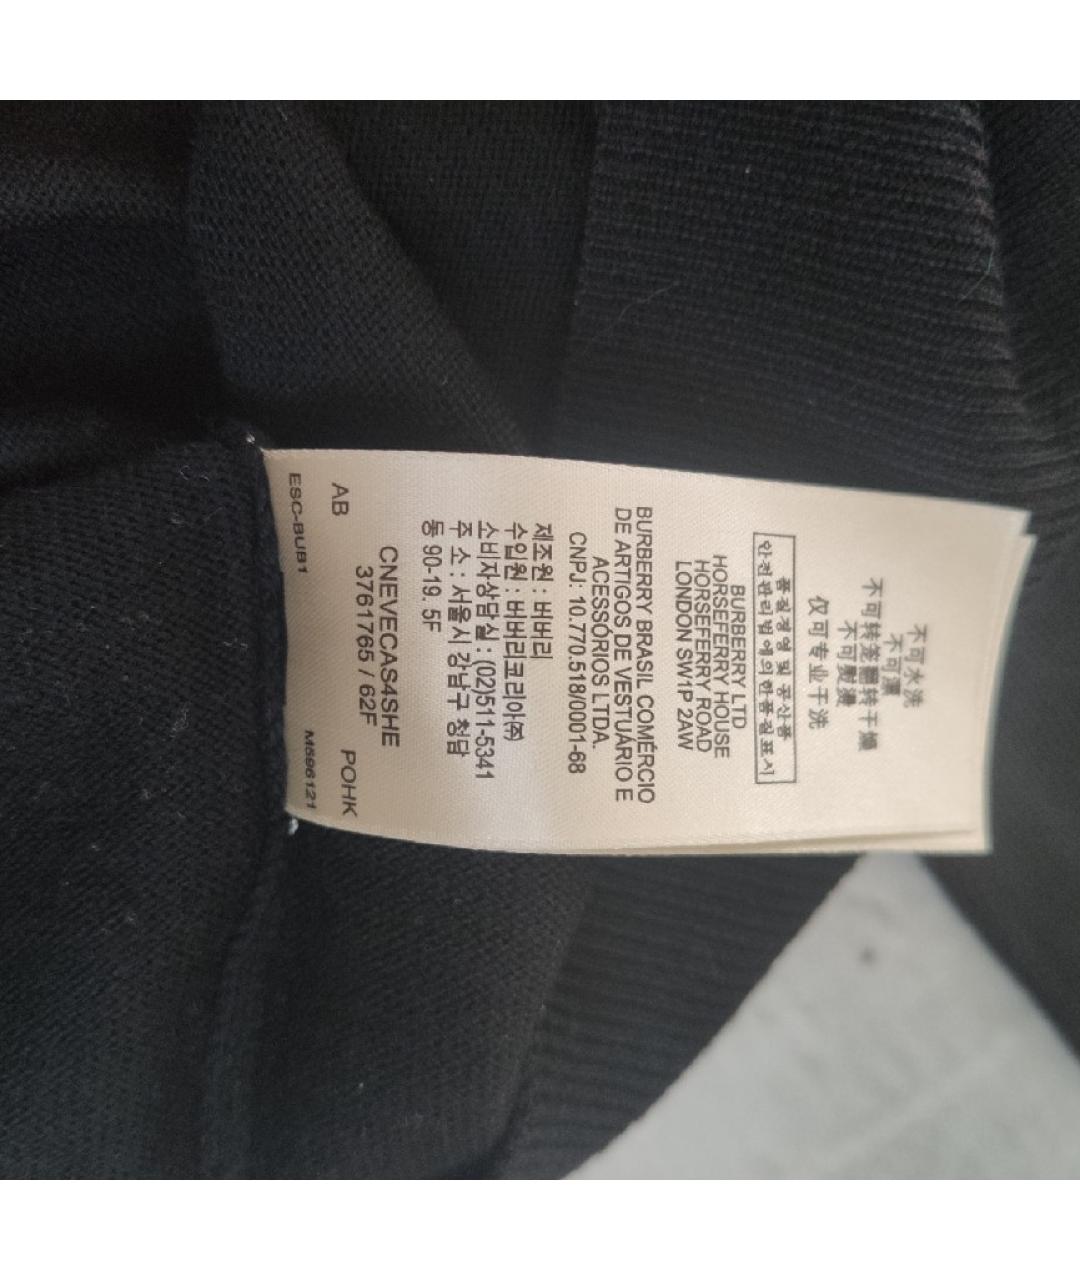 不可水洗
不可漂
不可转笼翻转干燥
不可熨烫
仅可专业干洗
품질경영 및 공산품
안전관리법에의한품질표시
BURBERRY LTD
HORSEFERRY HOUSE
HORSEFERRY ROAD
LONDON SW1P 2AW
BURBERRY BRASIL COMÉRCIO
DE ARTIGOS DE VESTUÁRIO E
ACESSÓRIOS LTDA.
CNPJ: 10.770.518/0001-68
제조원 : 버버리
수입원 : 버버리코리아(주)
소비자상담실 : (02)511-5341
주 소 : 서울시 강남구 청담
동 90-19. 5F
CNEVECAS4SHE
3761765 / 62F
AB POHK
ESC-BUB1 M696121